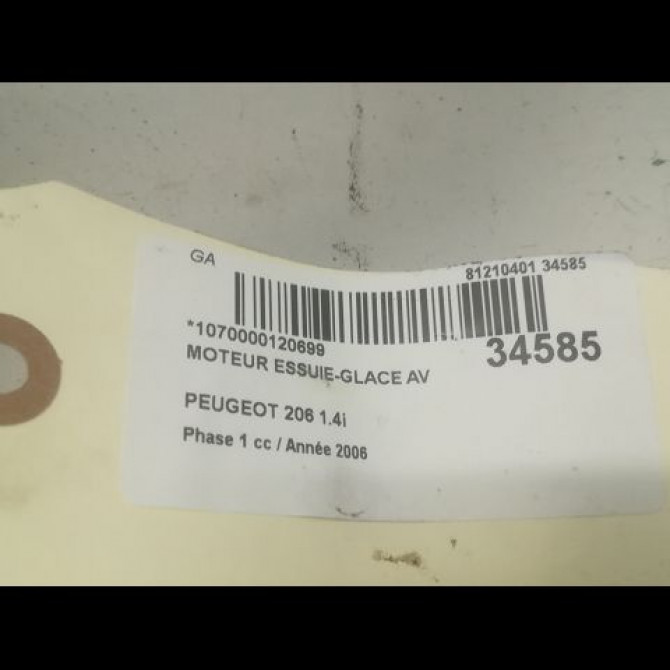 GA
81210401 34585
*1070000120699
34585
MOTEUR ESSUIE-GLACE AV
PEUGEOT 206 1.4i
Phase 1 cc / Année 2006